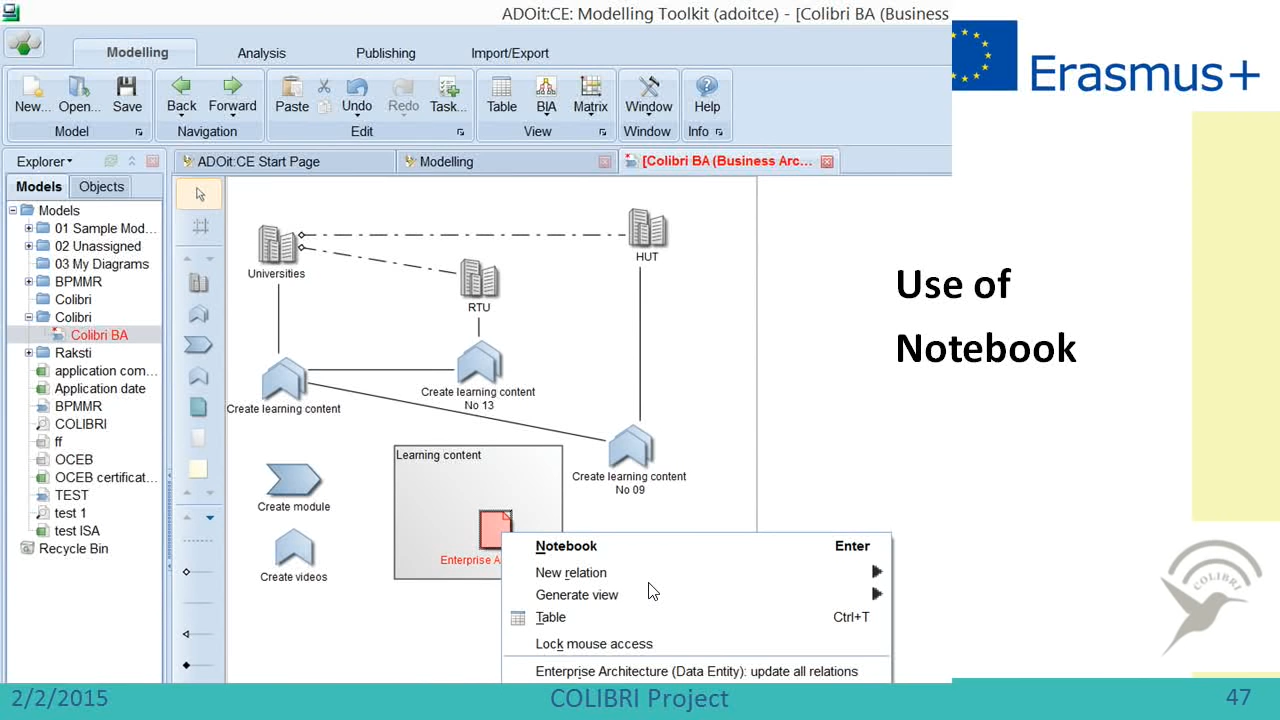 ADOit:CE: Modelling Toolkit (adoitce) - [Colibri BA (Business
Modelling Analysis Publishing Import/Export
New... Open... Save Back Forward Paste Undo Redo Task... Table BIA Matrix Window Help
Model Navigation Edit View Window Info
Explorer ADOit:CE Start Page Modelling [Colibri BA (Business Arc...
Models Objects
Models
01 Sample Mod...
02 Unassigned
03 My Diagrams
BPMMR
Colibri
Colibri
Colibri BA
Raksti
application com...
Application date
BPMMR
COLIBRI
ff
OCEB
OCEB certificat...
TEST
test 1
test ISA
Recycle Bin
Universities
HUT
RTU
Create learning content
Create learning content
No 13
Create learning content
No 09
Learning content
Create module
Create videos
Enterprise A
Notebook Enter
New relation
Generate view
Table Ctrl+T
Lock mouse access
Enterprise Architecture (Data Entity): update all relations
Erasmus+
Use of
Notebook
COLIBRI
2/2/2015 COLIBRI Project 47